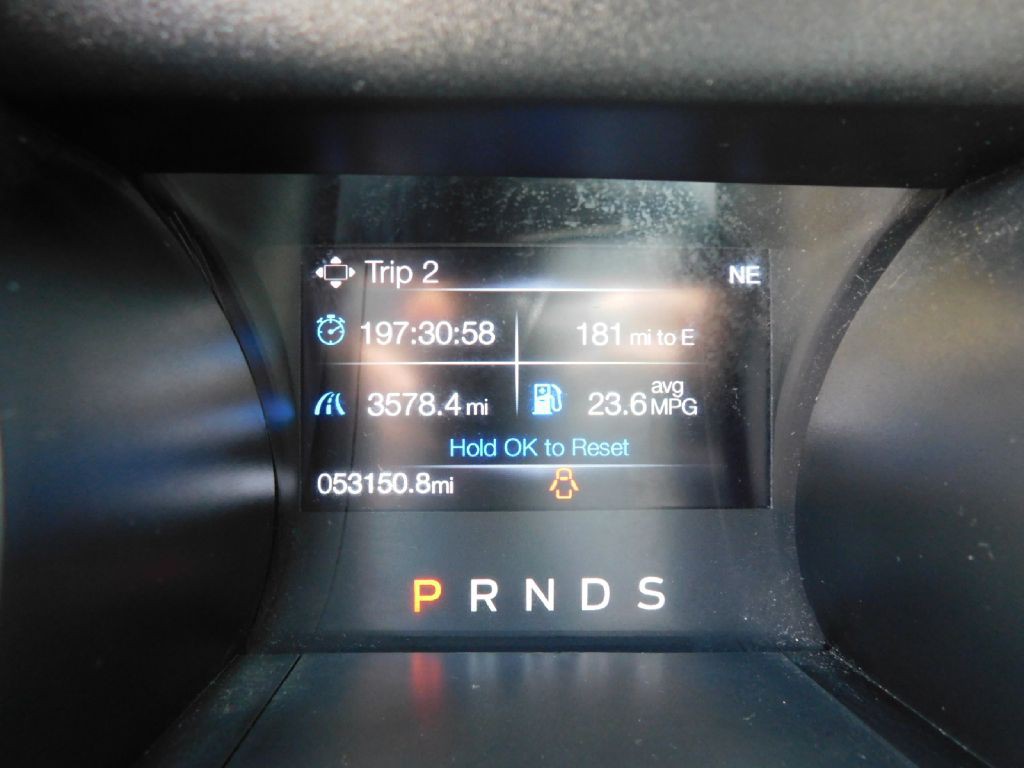 Trip 2 NE
197:30:58 181 mi to E
3578.4 mi 23.6 avg MPG
Hold OK to Reset
053150.8mi
P R N D S